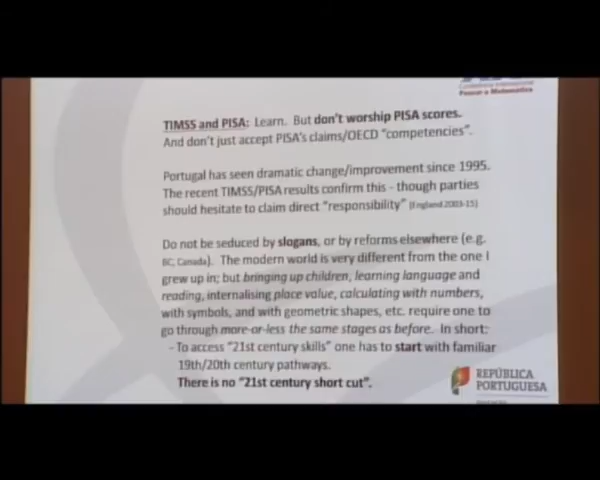 Pensar a Matemática
TIMSS and PISA: Learn. But don't worship PISA scores.
And don't just accept PISA's claims/OECD "competencies".
Portugal has seen dramatic change/improvement since 1995.
The recent TIMSS/PISA results confirm this - though parties
should hesitate to claim direct "responsibility" (England 2003-15)
Do not be seduced by slogans, or by reforms elsewhere (e.g.
BC, Canada). The modern world is very different from the one I
grew up in; but bringing up children, learning language and
reading, internalising place value, calculating with numbers,
with symbols, and with geometric shapes, etc. require one to
go through more-or-less the same stages as before. In short:
- To access "21st century skills" one has to start with familiar
19th/20th century pathways.
There is no "21st century short cut".
REPÚBLICA
PORTUGUESA